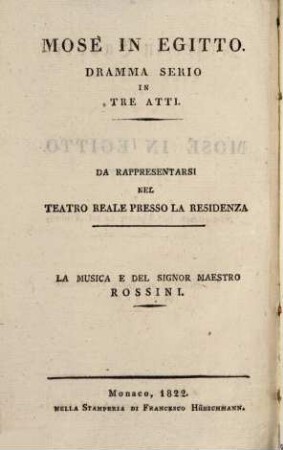 MOSÈ IN EGITTO.
DRAMMA SERIO
IN
TRE ATTI.
DA RAPPRESENTARSI
NEL
TEATRO REALE PRESSO LA RESIDENZA
LA MUSICA E DEL SIGNOR MAESTRO
ROSSINI.
Monaco, 1822.
NELLA STAMPERIA DI FRANCESCO HÜBSCHMANN.